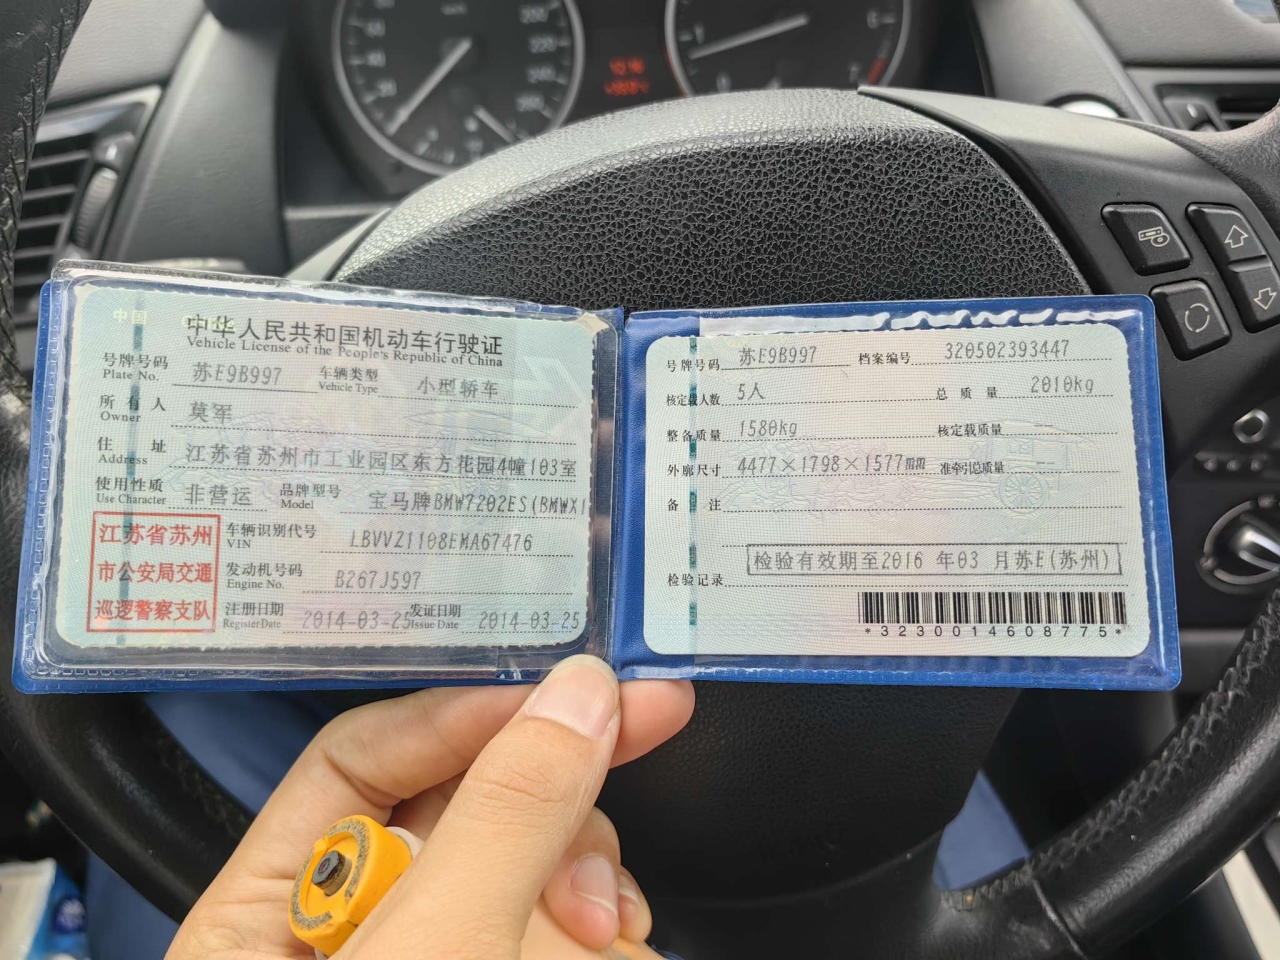 中国
中华人民共和国机动车行驶证
Vehicle License of the People's Republic of China
号牌号码 苏E9B997 车辆类型 小型轿车
Plate No. Vehicle Type
所有人 莫军
Owner
住址 江苏省苏州市工业园区东方花园4幢103室
Address
使用性质 非营运 品牌型号 宝马牌BMW7202ES(BMWX1
Use Character Model
江苏省苏州
市公安局交通
巡逻警察支队
车辆识别代号 LBVVZ1108EMA67476
VIN
发动机号码 B267J597
Engine No.
注册日期 2014-03-25 发证日期 2014-03-25
Register Date Issue Date
号牌号码 苏E9B997 档案编号 320502393447
核定载人数 5人 总质量 2010kg
整备质量 1580kg 核定载质量
外廓尺寸 4477×1798×1577mm 准牵引总质量
备注
检验有效期至2016 年03 月苏E(苏州)
检验记录
*3230014608775*